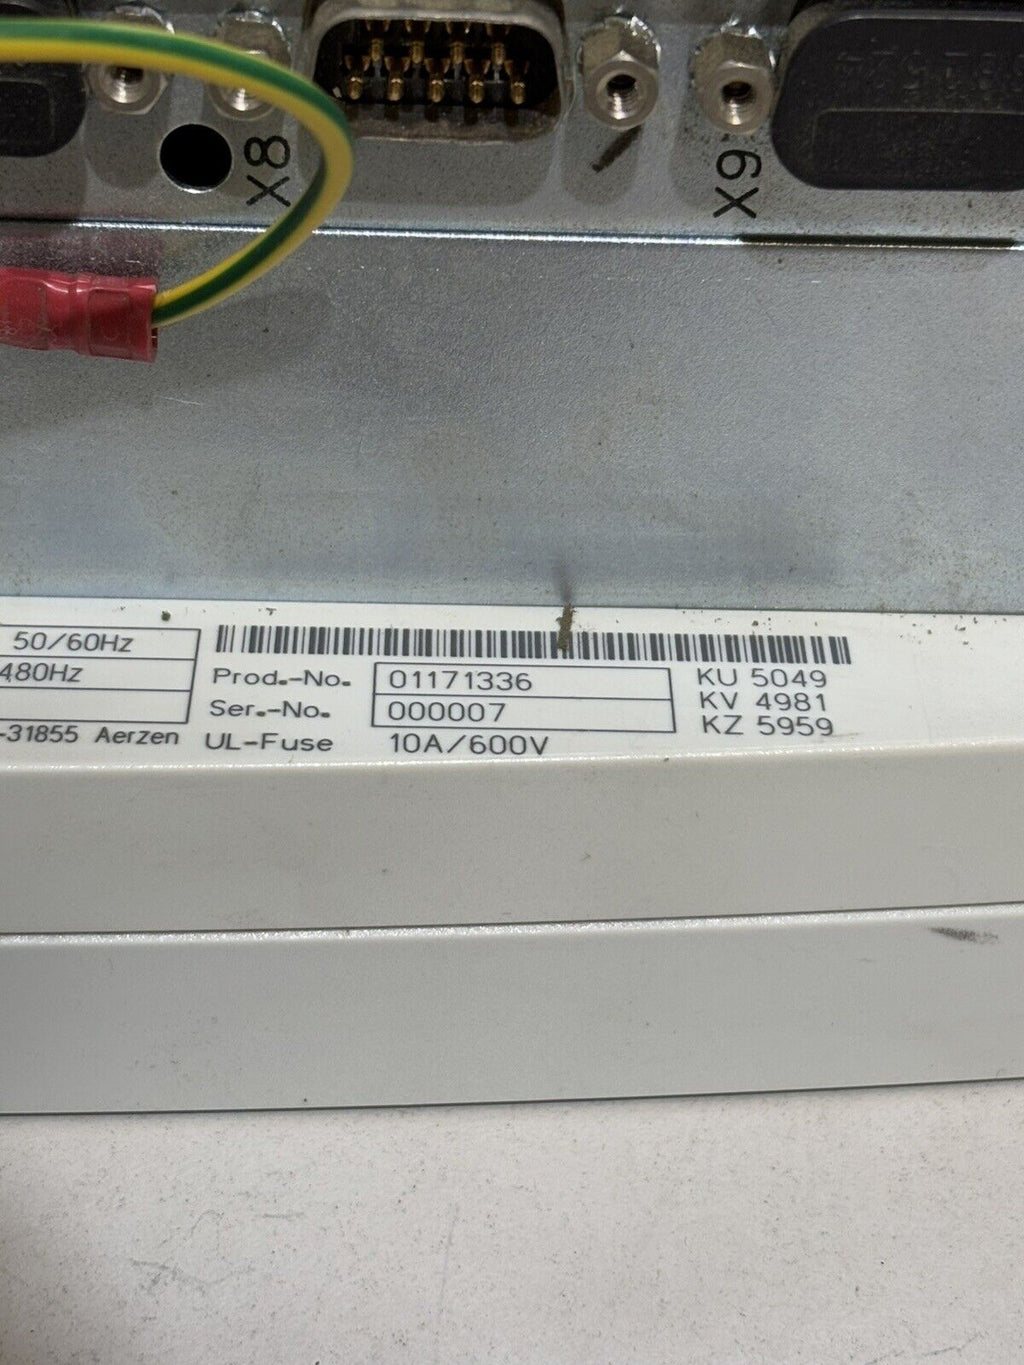 X8
X9
50/60Hz
480Hz
-31855 Aerzen
Prod.-No. 01171336
Ser.-No. 000007
UL-Fuse 10A/600V
KU 5049
KV 4981
KZ 5959